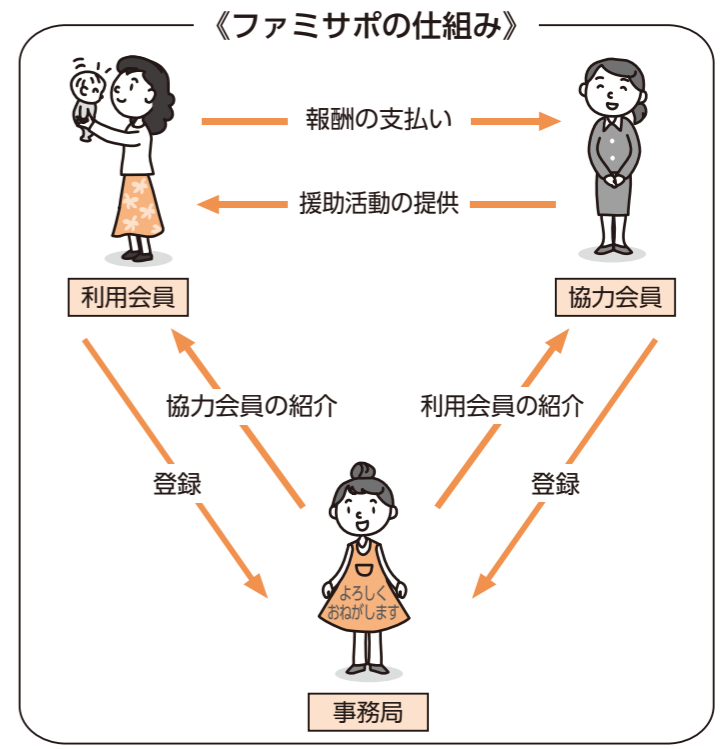 《ファミサポの仕組み》
報酬の支払い
援助活動の提供
利用会員
協力会員
協力会員の紹介
利用会員の紹介
登録
登録
よろしく
おねがします
事務局